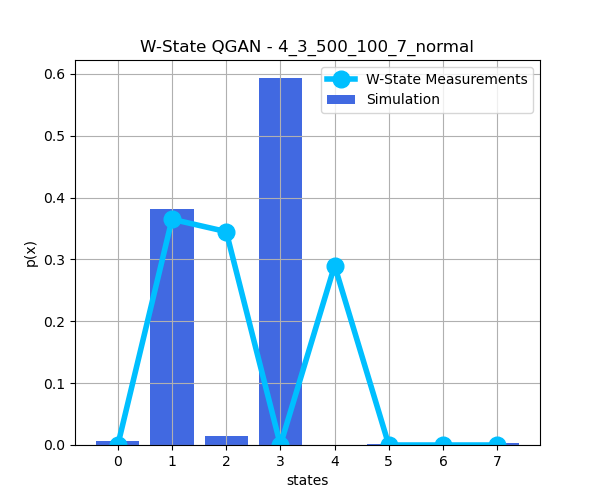 W-State QGAN - 4_3_500_100_7_normal
W-State Measurements
Simulation
0.6
0.5
0.4
0.3
0.2
0.1
0.0
p(x)
0 1 2 3 4 5 6 7
states